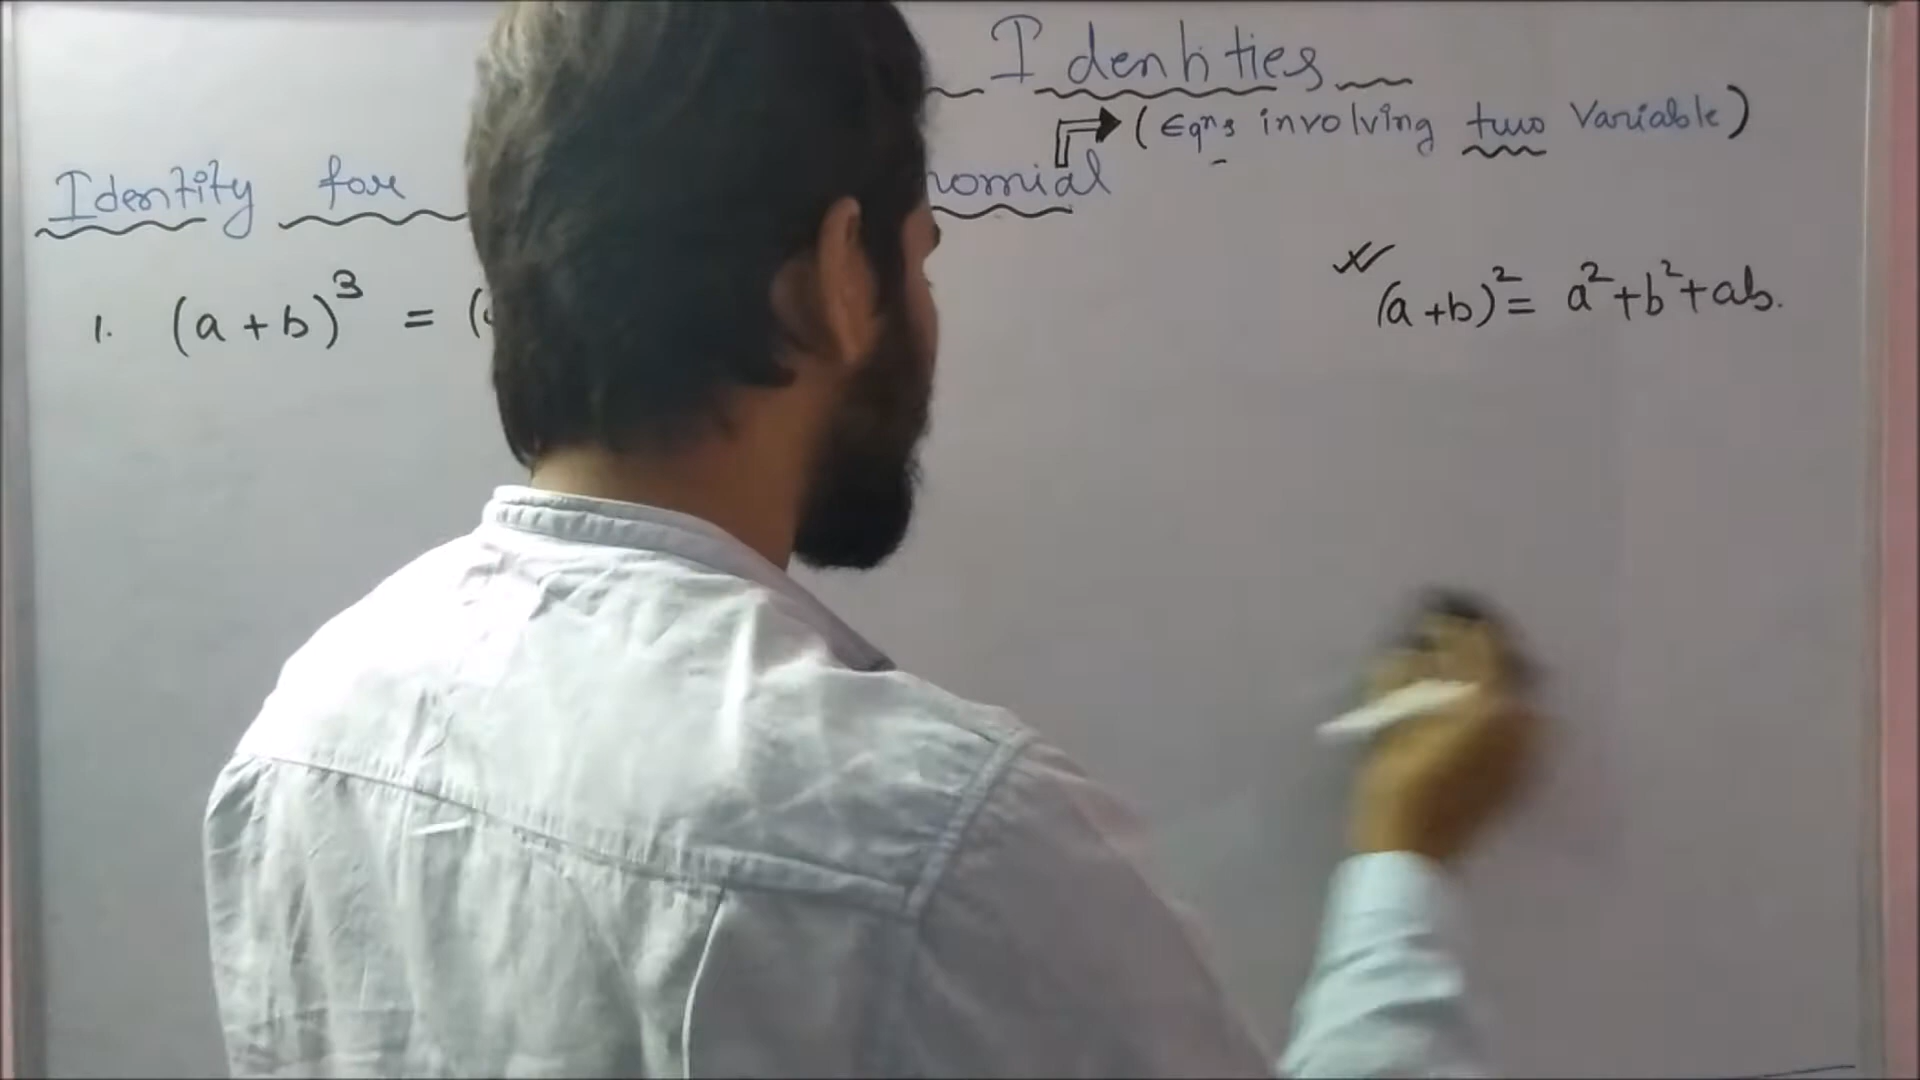 Identities
(Eqns involving two Variable)
Identity for nomial
1. (a+b)³ = (
(a+b)² = a²+b²+ab.